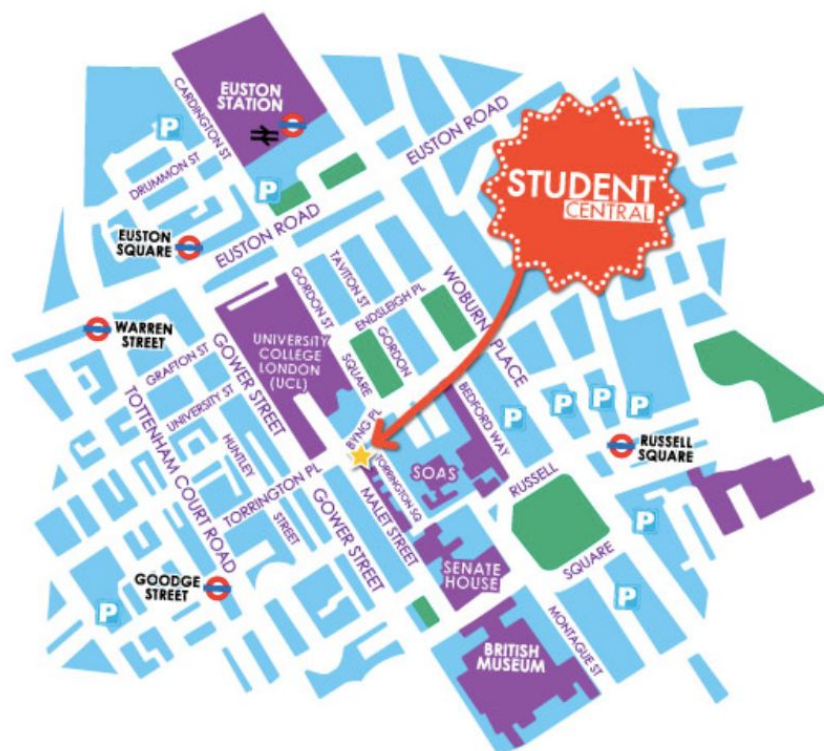 EUSTON
STATION
CARDINGTON ST
P
DRUMMON ST
P
EUSTON ROAD
EUSTON ROAD
STUDENT
CENTRAL
EUSTON
SQUARE
WARREN
STREET
GORDON ST
TAVITON ST
ENDSLEIGH PL
WOBURN PLACE
UNIVERSITY
COLLEGE
LONDON
(UCL)
SQUARE
GORDON
GRAFTON ST
GOWER STREET
UNIVERSITY ST
TOTTENHAM COURT ROAD
HUNTLEY
STREET
BYNG PL
BEDFORD WAY
P
P
P
P
RUSSELL
SQUARE
TORRINGTON PL
TORRINGTON SQ
SOAS
RUSSELL
SQUARE
GOWER STREET
MALET STREET
P
SENATE
HOUSE
GOODGE
STREET
P
P
MONTAGUE ST
BRITISH
MUSEUM